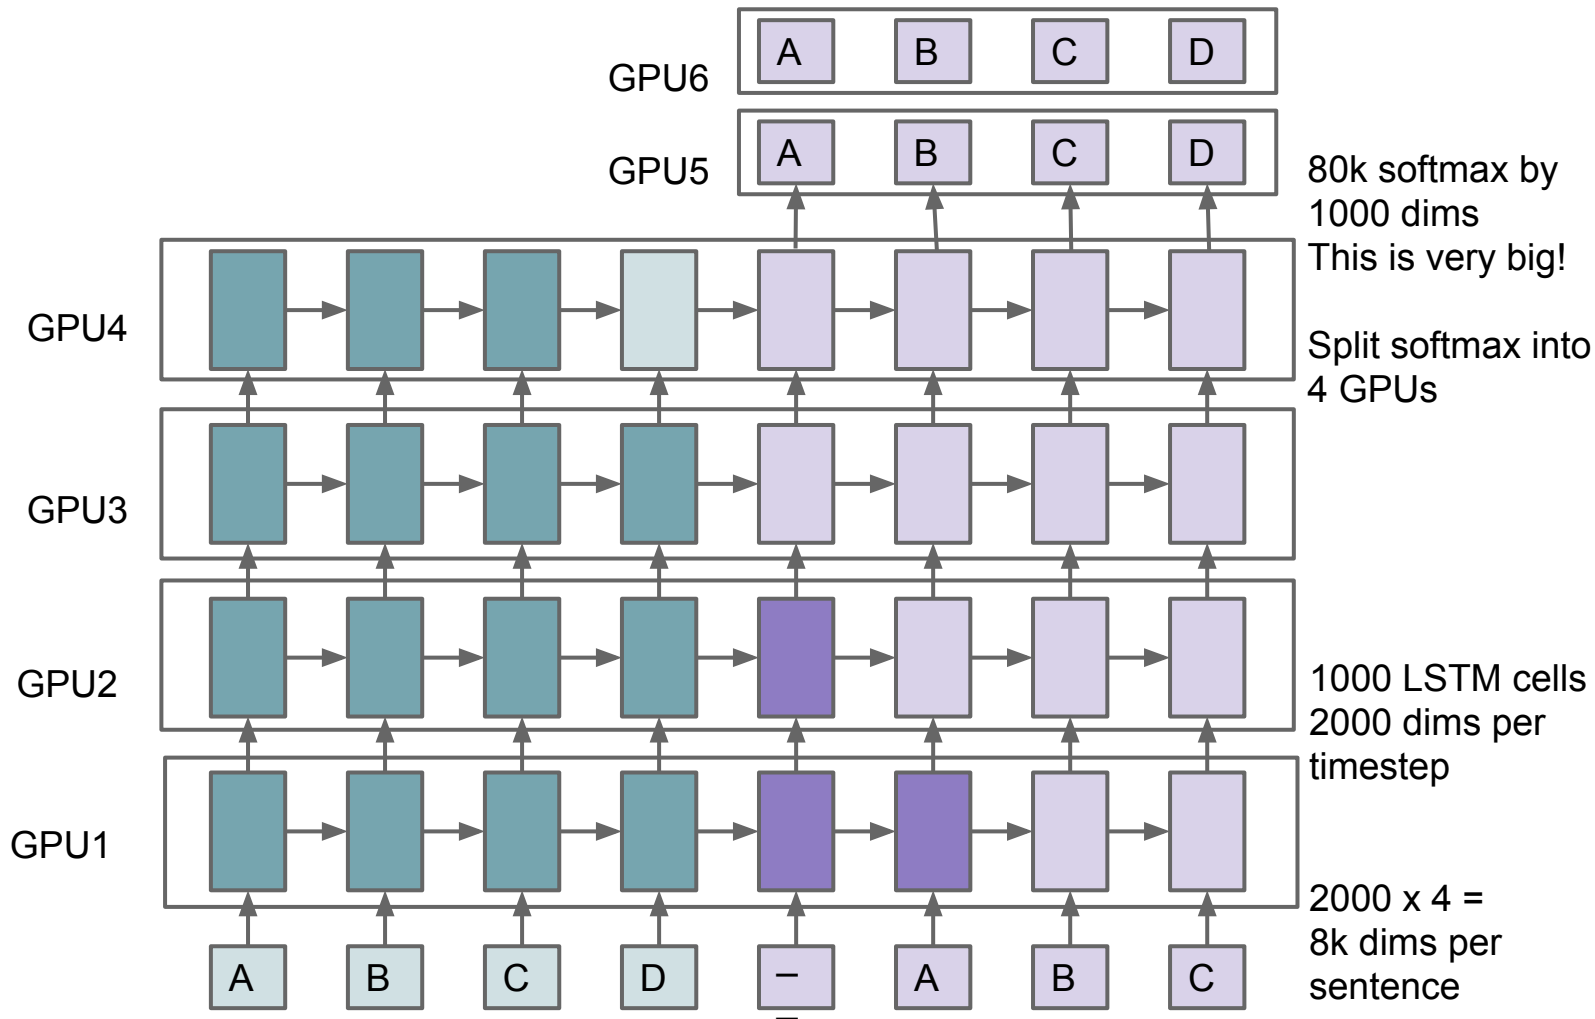 GPU6
A B C D
GPU5
A B C D
80k softmax by
1000 dims
This is very big!
Split softmax into
4 GPUs
GPU4
GPU3
GPU2
1000 LSTM cells
2000 dims per
timestep
GPU1
2000 x 4 =
8k dims per
sentence
A B C D _ A B C